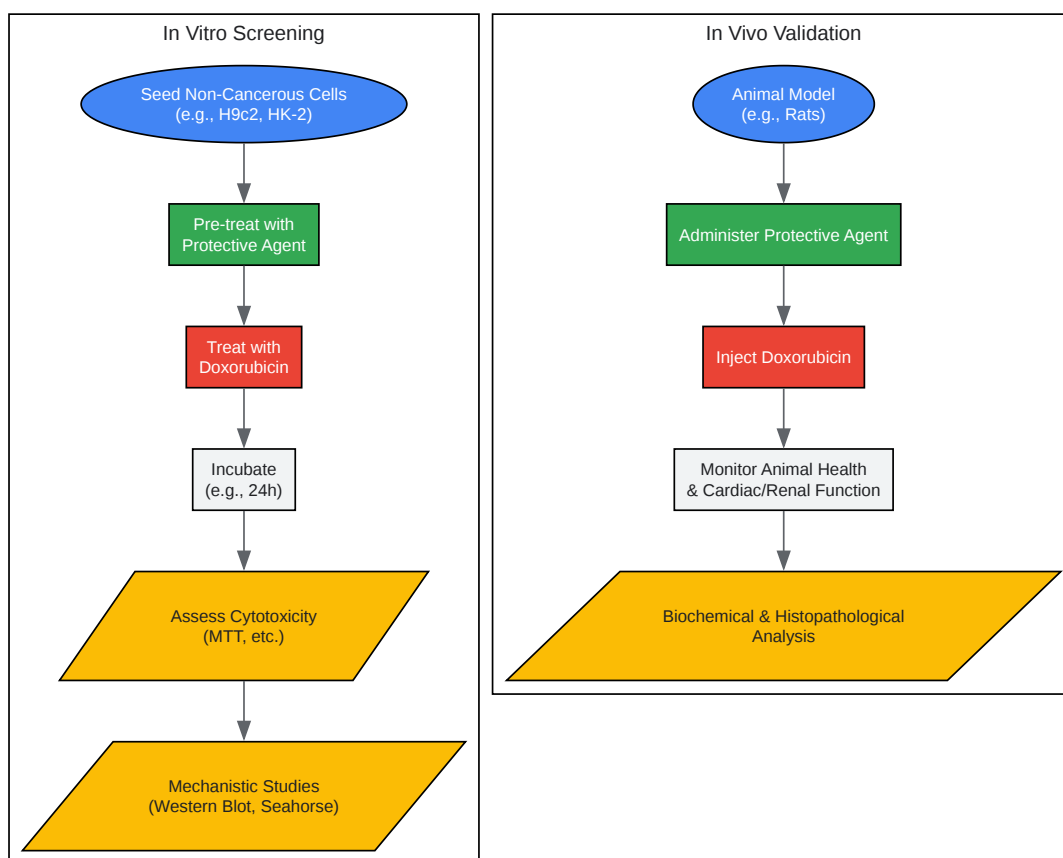 In Vitro Screening
Seed Non-Cancerous Cells
(e.g., H9c2, HK-2)
Pre-treat with
Protective Agent
Treat with
Doxorubicin
Incubate
(e.g., 24h)
Assess Cytotoxicity
(MTT, etc.)
Mechanistic Studies
(Western Blot, Seahorse)
In Vivo Validation
Animal Model
(e.g., Rats)
Administer Protective Agent
Inject Doxorubicin
Monitor Animal Health
& Cardiac/Renal Function
Biochemical & Histopathological
Analysis